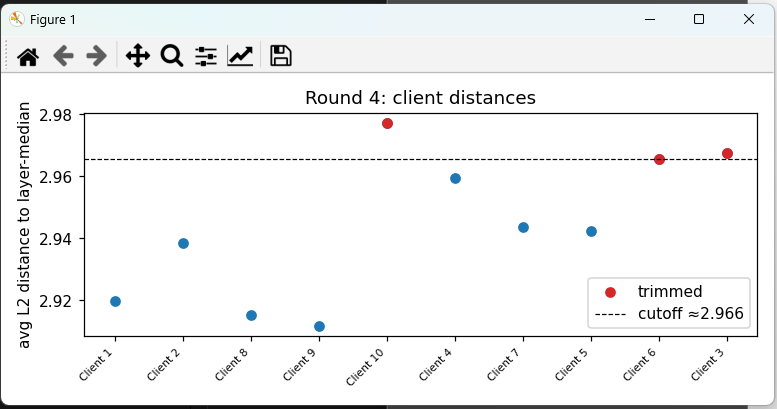 Figure 1
Round 4: client distances
avg L2 distance to layer-median
2.98
2.96
2.94
2.92
trimmed
cutoff ≈2.966
Client 1
Client 2
Client 8
Client 9
Client 10
Client 4
Client 7
Client 5
Client 6
Client 3